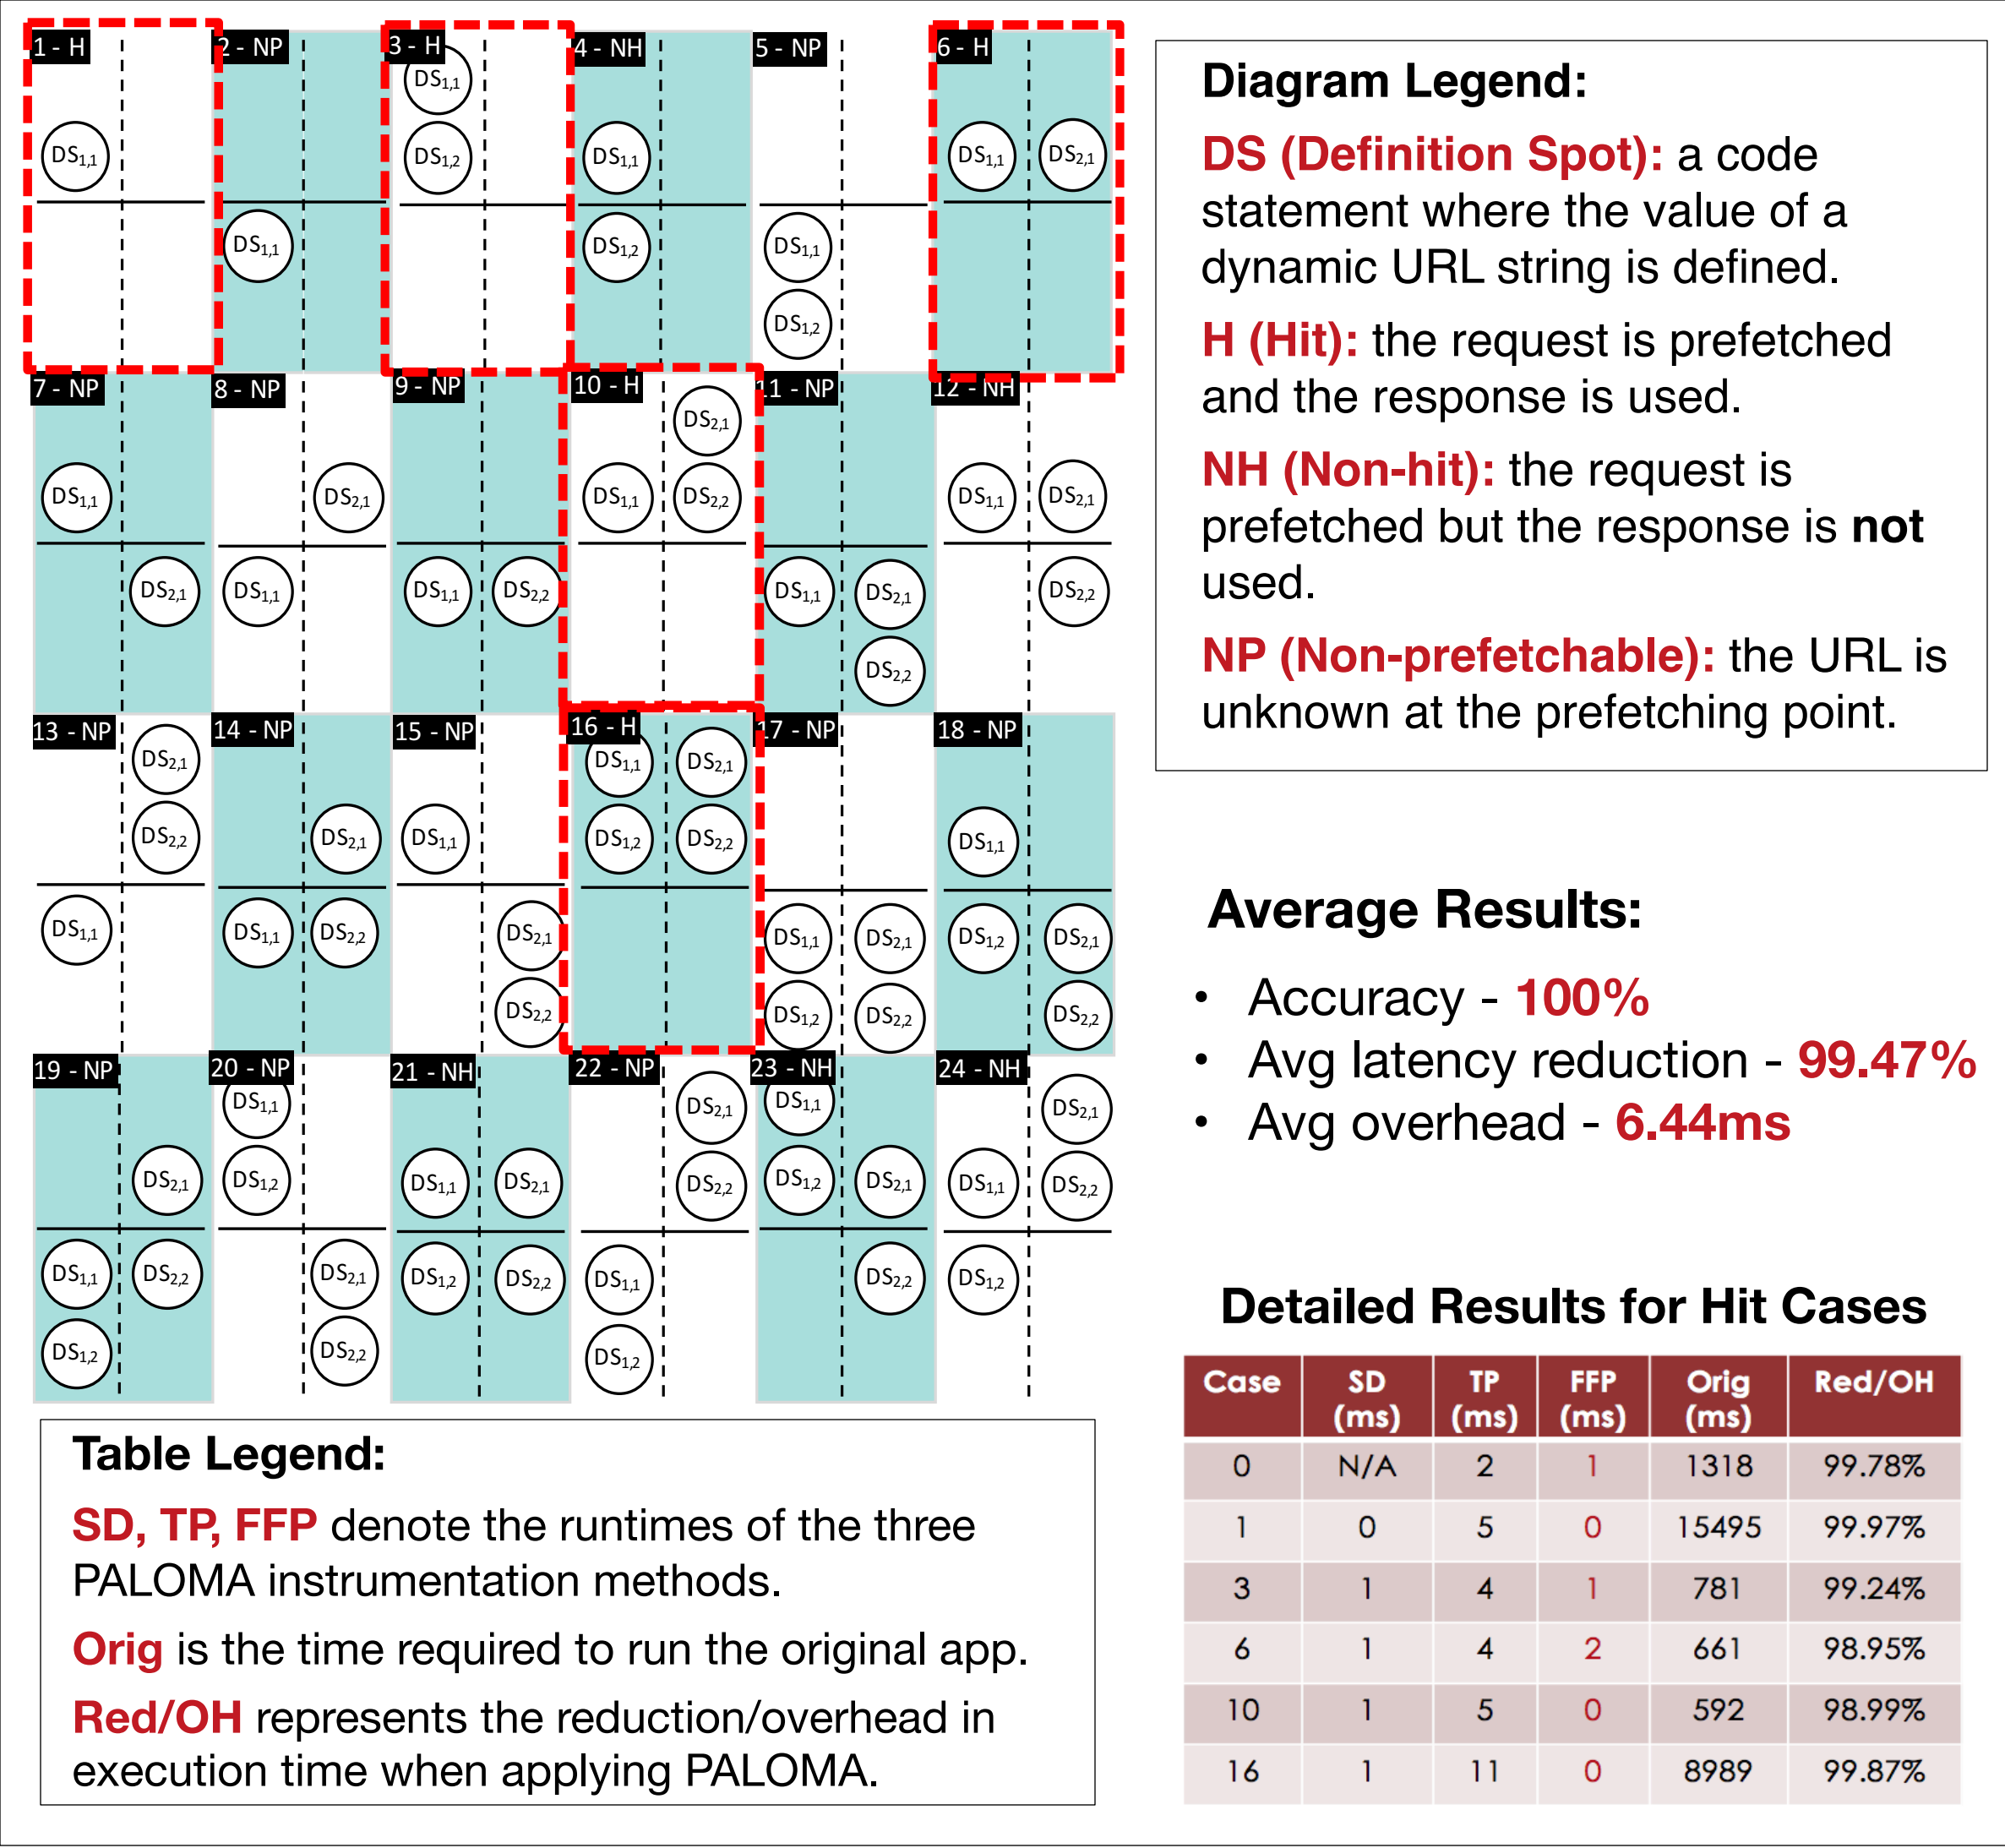 1 - H
2 - NP
3 - H
4 - NH
5 - NP
6 - H
DS1,1
DS1,1
DS1,1
DS1,2
DS1,1
DS1,2
DS1,1
DS1,2
DS1,1
DS2,1
7 - NP
8 - NP
9 - NP
10 - H
11 - NP
12 - NH
DS1,1
DS2,1
DS2,1
DS1,1
DS1,1
DS2,2
DS2,1
DS1,1
DS2,2
DS1,1
DS2,1
DS2,2
DS1,1
DS2,1
DS2,2
13 - NP
14 - NP
15 - NP
16 - H
17 - NP
18 - NP
DS2,1
DS2,2
DS1,1
DS2,1
DS1,1
DS2,2
DS1,1
DS2,1
DS2,2
DS1,1
DS2,1
DS1,2
DS2,2
DS1,1
DS2,1
DS1,2
DS2,2
DS1,1
DS1,2
DS2,1
DS2,2
19 - NP
20 - NP
21 - NH
22 - NP
23 - NH
24 - NH
DS2,1
DS1,1
DS2,2
DS1,2
DS1,1
DS1,2
DS2,1
DS2,2
DS1,1
DS2,1
DS1,2
DS2,2
DS2,1
DS2,2
DS1,1
DS1,2
DS1,1
DS1,2
DS2,1
DS2,2
DS2,1
DS1,1
DS2,2
DS1,2
Diagram Legend:
DS (Definition Spot): a code
statement where the value of a
dynamic URL string is defined.
H (Hit): the request is prefetched
and the response is used.
NH (Non-hit): the request is
prefetched but the response is not
used.
NP (Non-prefetchable): the URL is
unknown at the prefetching point.
Average Results:
• Accuracy - 100%
• Avg latency reduction - 99.47%
• Avg overhead - 6.44ms
Table Legend:
SD, TP, FFP denote the runtimes of the three
PALOMA instrumentation methods.
Orig is the time required to run the original app.
Red/OH represents the reduction/overhead in
execution time when applying PALOMA.
Detailed Results for Hit Cases
Case SD (ms) TP (ms) FFP (ms) Orig (ms) Red/OH
0 N/A 2 1 1318 99.78%
1 0 5 0 15495 99.97%
3 1 4 1 781 99.24%
6 1 4 2 661 98.95%
10 1 5 0 592 98.99%
16 1 11 0 8989 99.87%